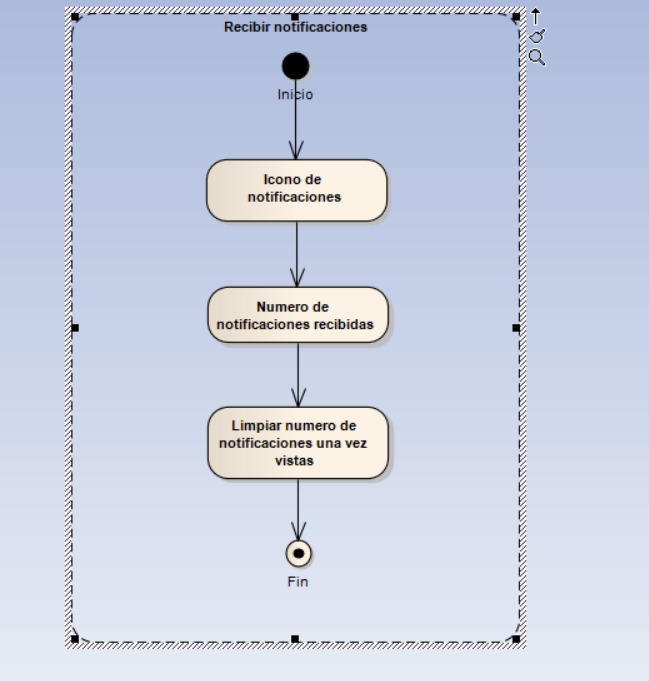 Recibir notificaciones
Inicio
Icono de
notificaciones
Numero de
notificaciones recibidas
Limpiar numero de
notificaciones una vez
vistas
Fin